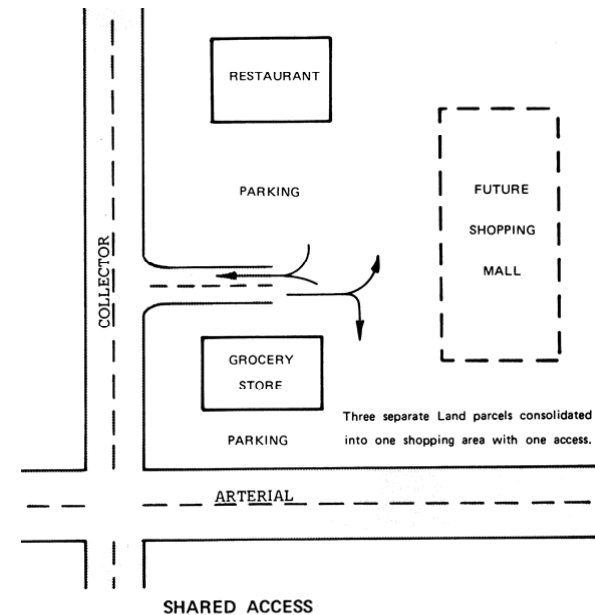 RESTAURANT
PARKING
FUTURE
SHOPPING
MALL
COLLECTOR
GROCERY
STORE
Three separate Land parcels consolidated
into one shopping area with one access.
PARKING
ARTERIAL
SHARED ACCESS